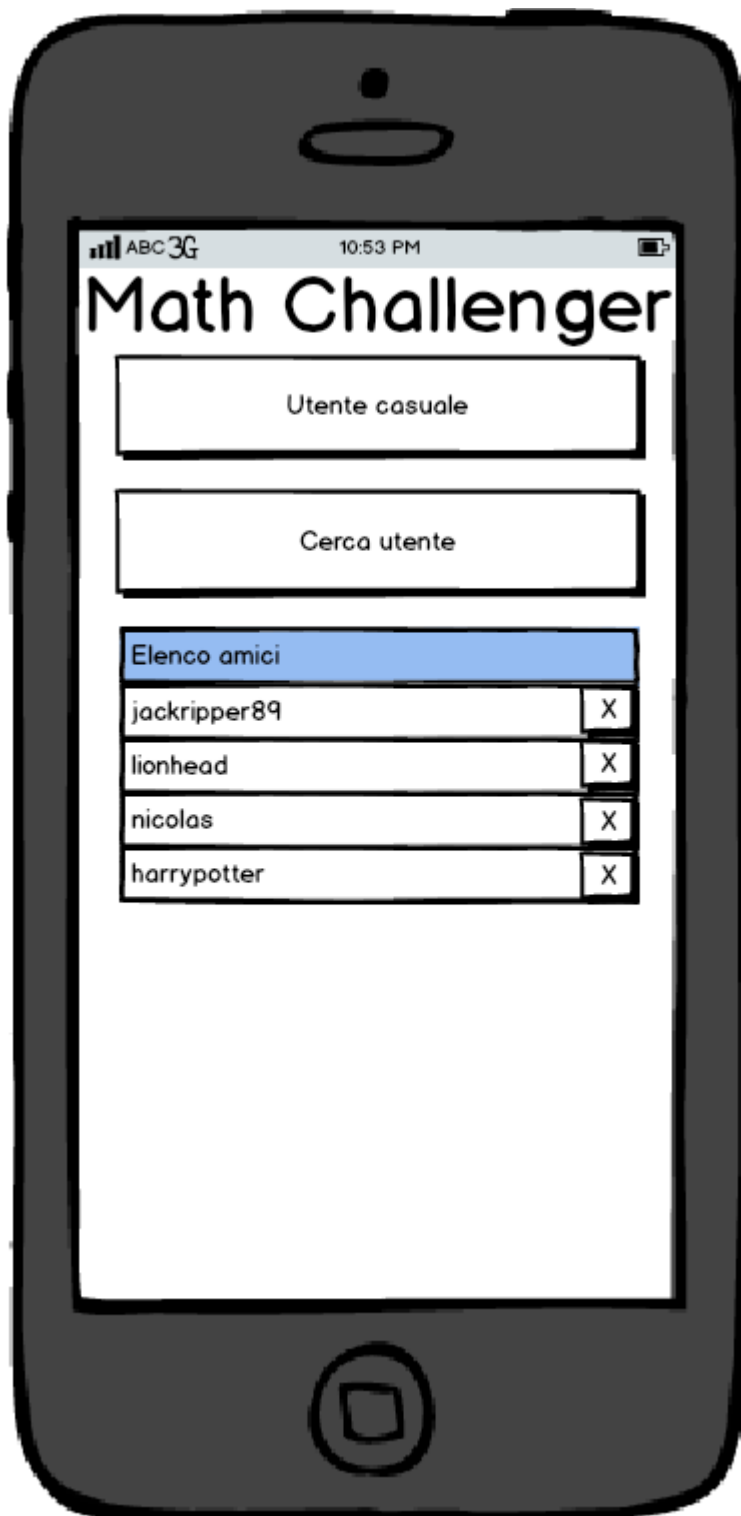 ABC 3G 10:53 PM
Math Challenger
Utente casuale
Cerca utente
Elenco amici
jackripper89 X
lionhead X
nicolas X
harrypotter X